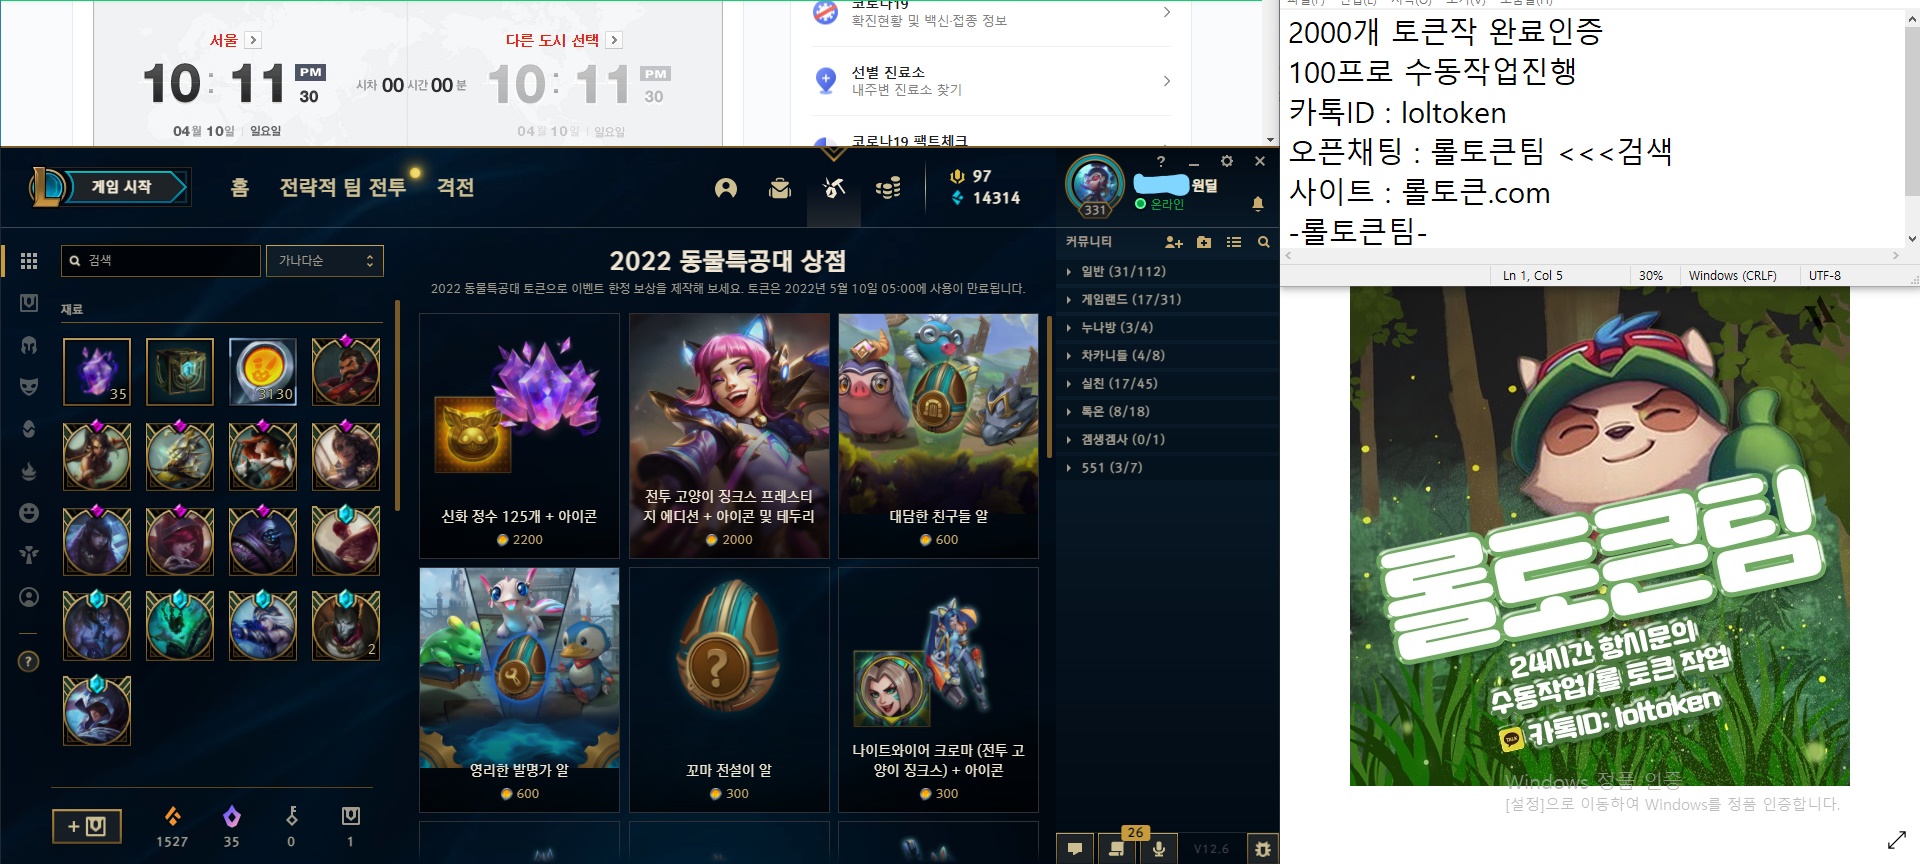 서울
다른 도시 선택
10:11 PM 30
시차 00 시간 00 분
10:11 PM 30
04월 10일 | 일요일
04월 10일 | 일요일
코로나19
확진현황 및 백신·접종 정보
선별 진료소
내주변 진료소 찾기
코로나19 팩트체크
2000개 토큰작 완료인증
100프로 수동작업진행
카톡ID : loltoken
오픈채팅 : 롤토큰팀 <<<검색
사이트 : 롤토큰.com
-롤토큰팀-
Ln 1, Col 5
30%
Windows (CRLF)
UTF-8
게임 시작
홈
전략적 팀 전투
격전
97
14314
331
원딜
온라인
검색
가나다순
재료
35
3130
2
2022 동물특공대 상점
2022 동물특공대 토큰으로 이벤트 한정 보상을 제작해 보세요. 토큰은 2022년 5월 10일 05:00에 사용이 만료됩니다.
신화 정수 125개 + 아이콘
2200
전투 고양이 징크스 프레스티
지 에디션 + 아이콘 및 테두리
2000
대담한 친구들 알
600
영리한 발명가 알
600
꼬마 전설이 알
300
나이트와이어 크로마 (전투 고
양이 징크스) + 아이콘
300
1527
35
0
1
커뮤니티
일반 (31/112)
게임랜드 (17/31)
누나방 (3/4)
차카니들 (4/8)
실친 (17/45)
톡온 (8/18)
겜생겜사 (0/1)
551 (3/7)
26
V12.6
롤토큰팀
24시간 항시문의
수동작업/롤 토큰 작업
TALK
카톡ID: loltoken
Windows 정품 인증
[설정]으로 이동하여 Windows를 정품 인증합니다.